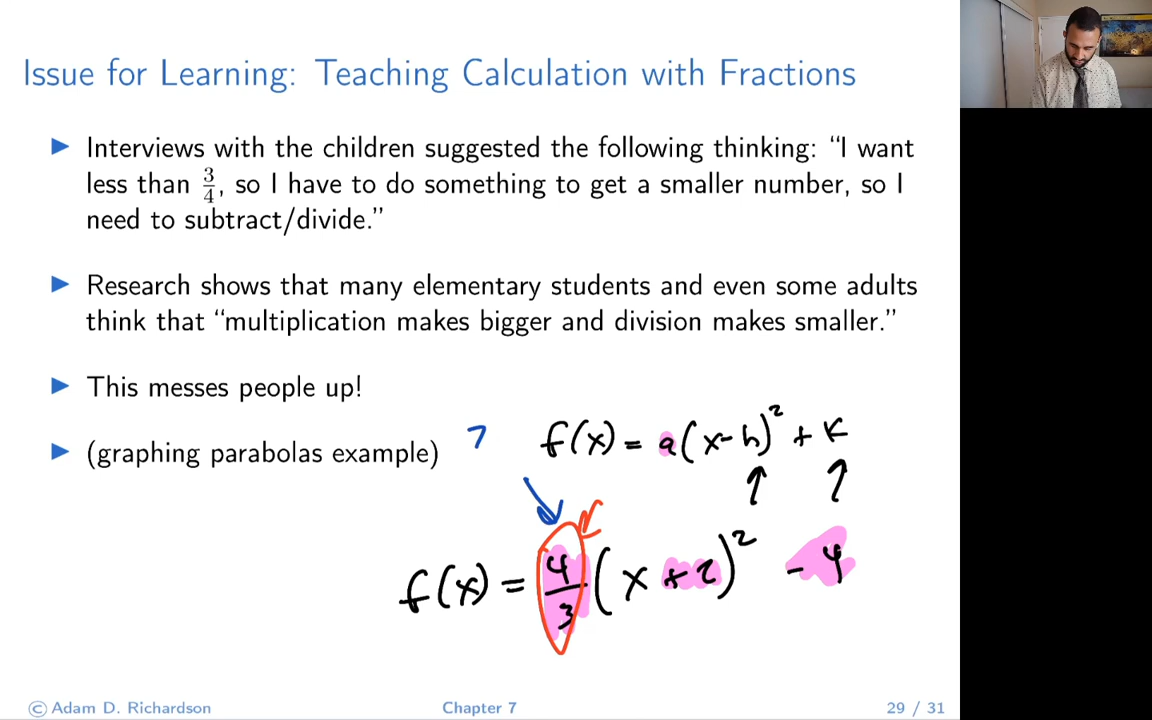 Issue for Learning: Teaching Calculation with Fractions
▶ Interviews with the children suggested the following thinking: “I want
less than 3/4, so I have to do something to get a smaller number, so I
need to subtract/divide.”
▶ Research shows that many elementary students and even some adults
think that “multiplication makes bigger and division makes smaller.”
▶ This messes people up!
▶ (graphing parabolas example) 7 f(x) = a(x-h)² + k
f(x) = 4/3 (x + 2)² - 4
© Adam D. Richardson Chapter 7 29 / 31